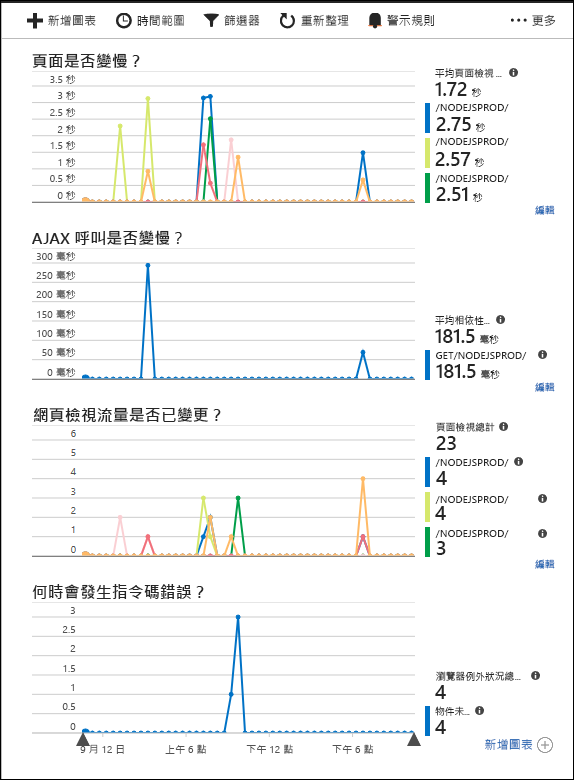 新增圖表 時間範圍 篩選器 重新整理 警示規則 ··· 更多
頁面是否變慢？
3.5 秒
3 秒
2.5 秒
2 秒
1.5 秒
1 秒
0.5 秒
0 秒
平均頁面檢視 ...
1.72 秒
/NODEJSPROD/
2.75 秒
/NODEJSPROD/
2.57 秒
/NODEJSPROD/
2.51 秒
編輯
AJAX 呼叫是否變慢？
300 毫秒
250 毫秒
200 毫秒
150 毫秒
100 毫秒
50 毫秒
0 毫秒
平均相依性...
181.5 毫秒
GET/NODEJSPROD/
181.5 毫秒
編輯
網頁檢視流量是否已變更？
6
5
4
3
2
1
0
頁面檢視總計
23
/NODEJSPROD/
4
/NODEJSPROD/
4
/NODEJSPROD/
3
編輯
何時會發生指令碼錯誤？
3
2.5
2
1.5
1
0.5
0
瀏覽器例外狀況總...
4
物件未...
4
9 月 12 日 上午 6 點 下午 12 點 下午 6 點
新增圖表